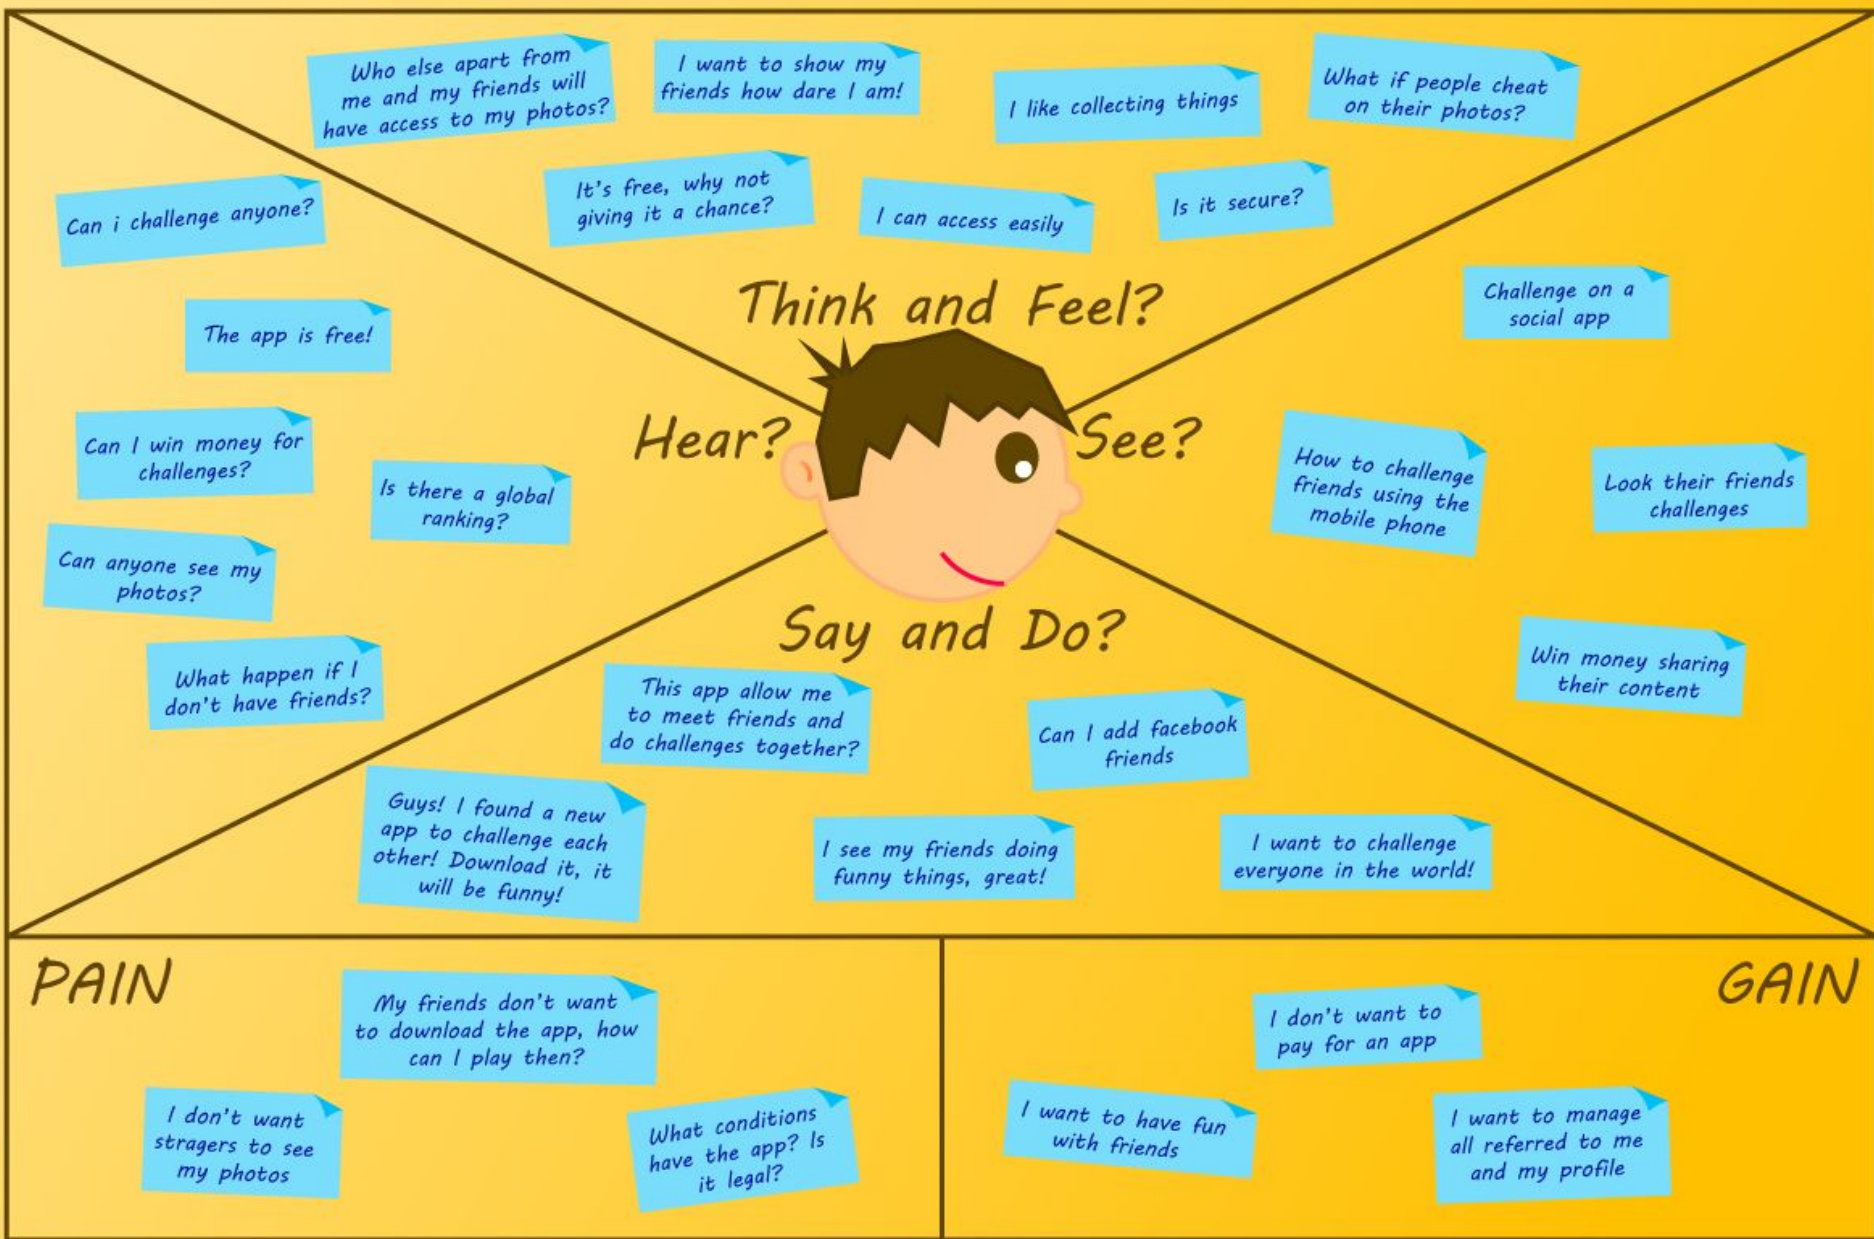 Who else apart from
me and my friends will
have access to my photos?
I want to show my
friends how dare I am!
I like collecting things
What if people cheat
on their photos?
It's free, why not
giving it a chance?
I can access easily
Is it secure?
Think and Feel?
Can i challenge anyone?
The app is free!
Can I win money for
challenges?
Is there a global
ranking?
Can anyone see my
photos?
What happen if I
don't have friends?
Hear?
See?
Challenge on a
social app
How to challenge
friends using the
mobile phone
Look their friends
challenges
Win money sharing
their content
Say and Do?
This app allow me
to meet friends and
do challenges together?
Can I add facebook
friends
Guys! I found a new
app to challenge each
other! Download it, it
will be funny!
I see my friends doing
funny things, great!
I want to challenge
everyone in the world!
PAIN
My friends don't want
to download the app, how
can I play then?
I don't want
stragers to see
my photos
What conditions
have the app? Is
it legal?
GAIN
I don't want to
pay for an app
I want to have fun
with friends
I want to manage
all referred to me
and my profile